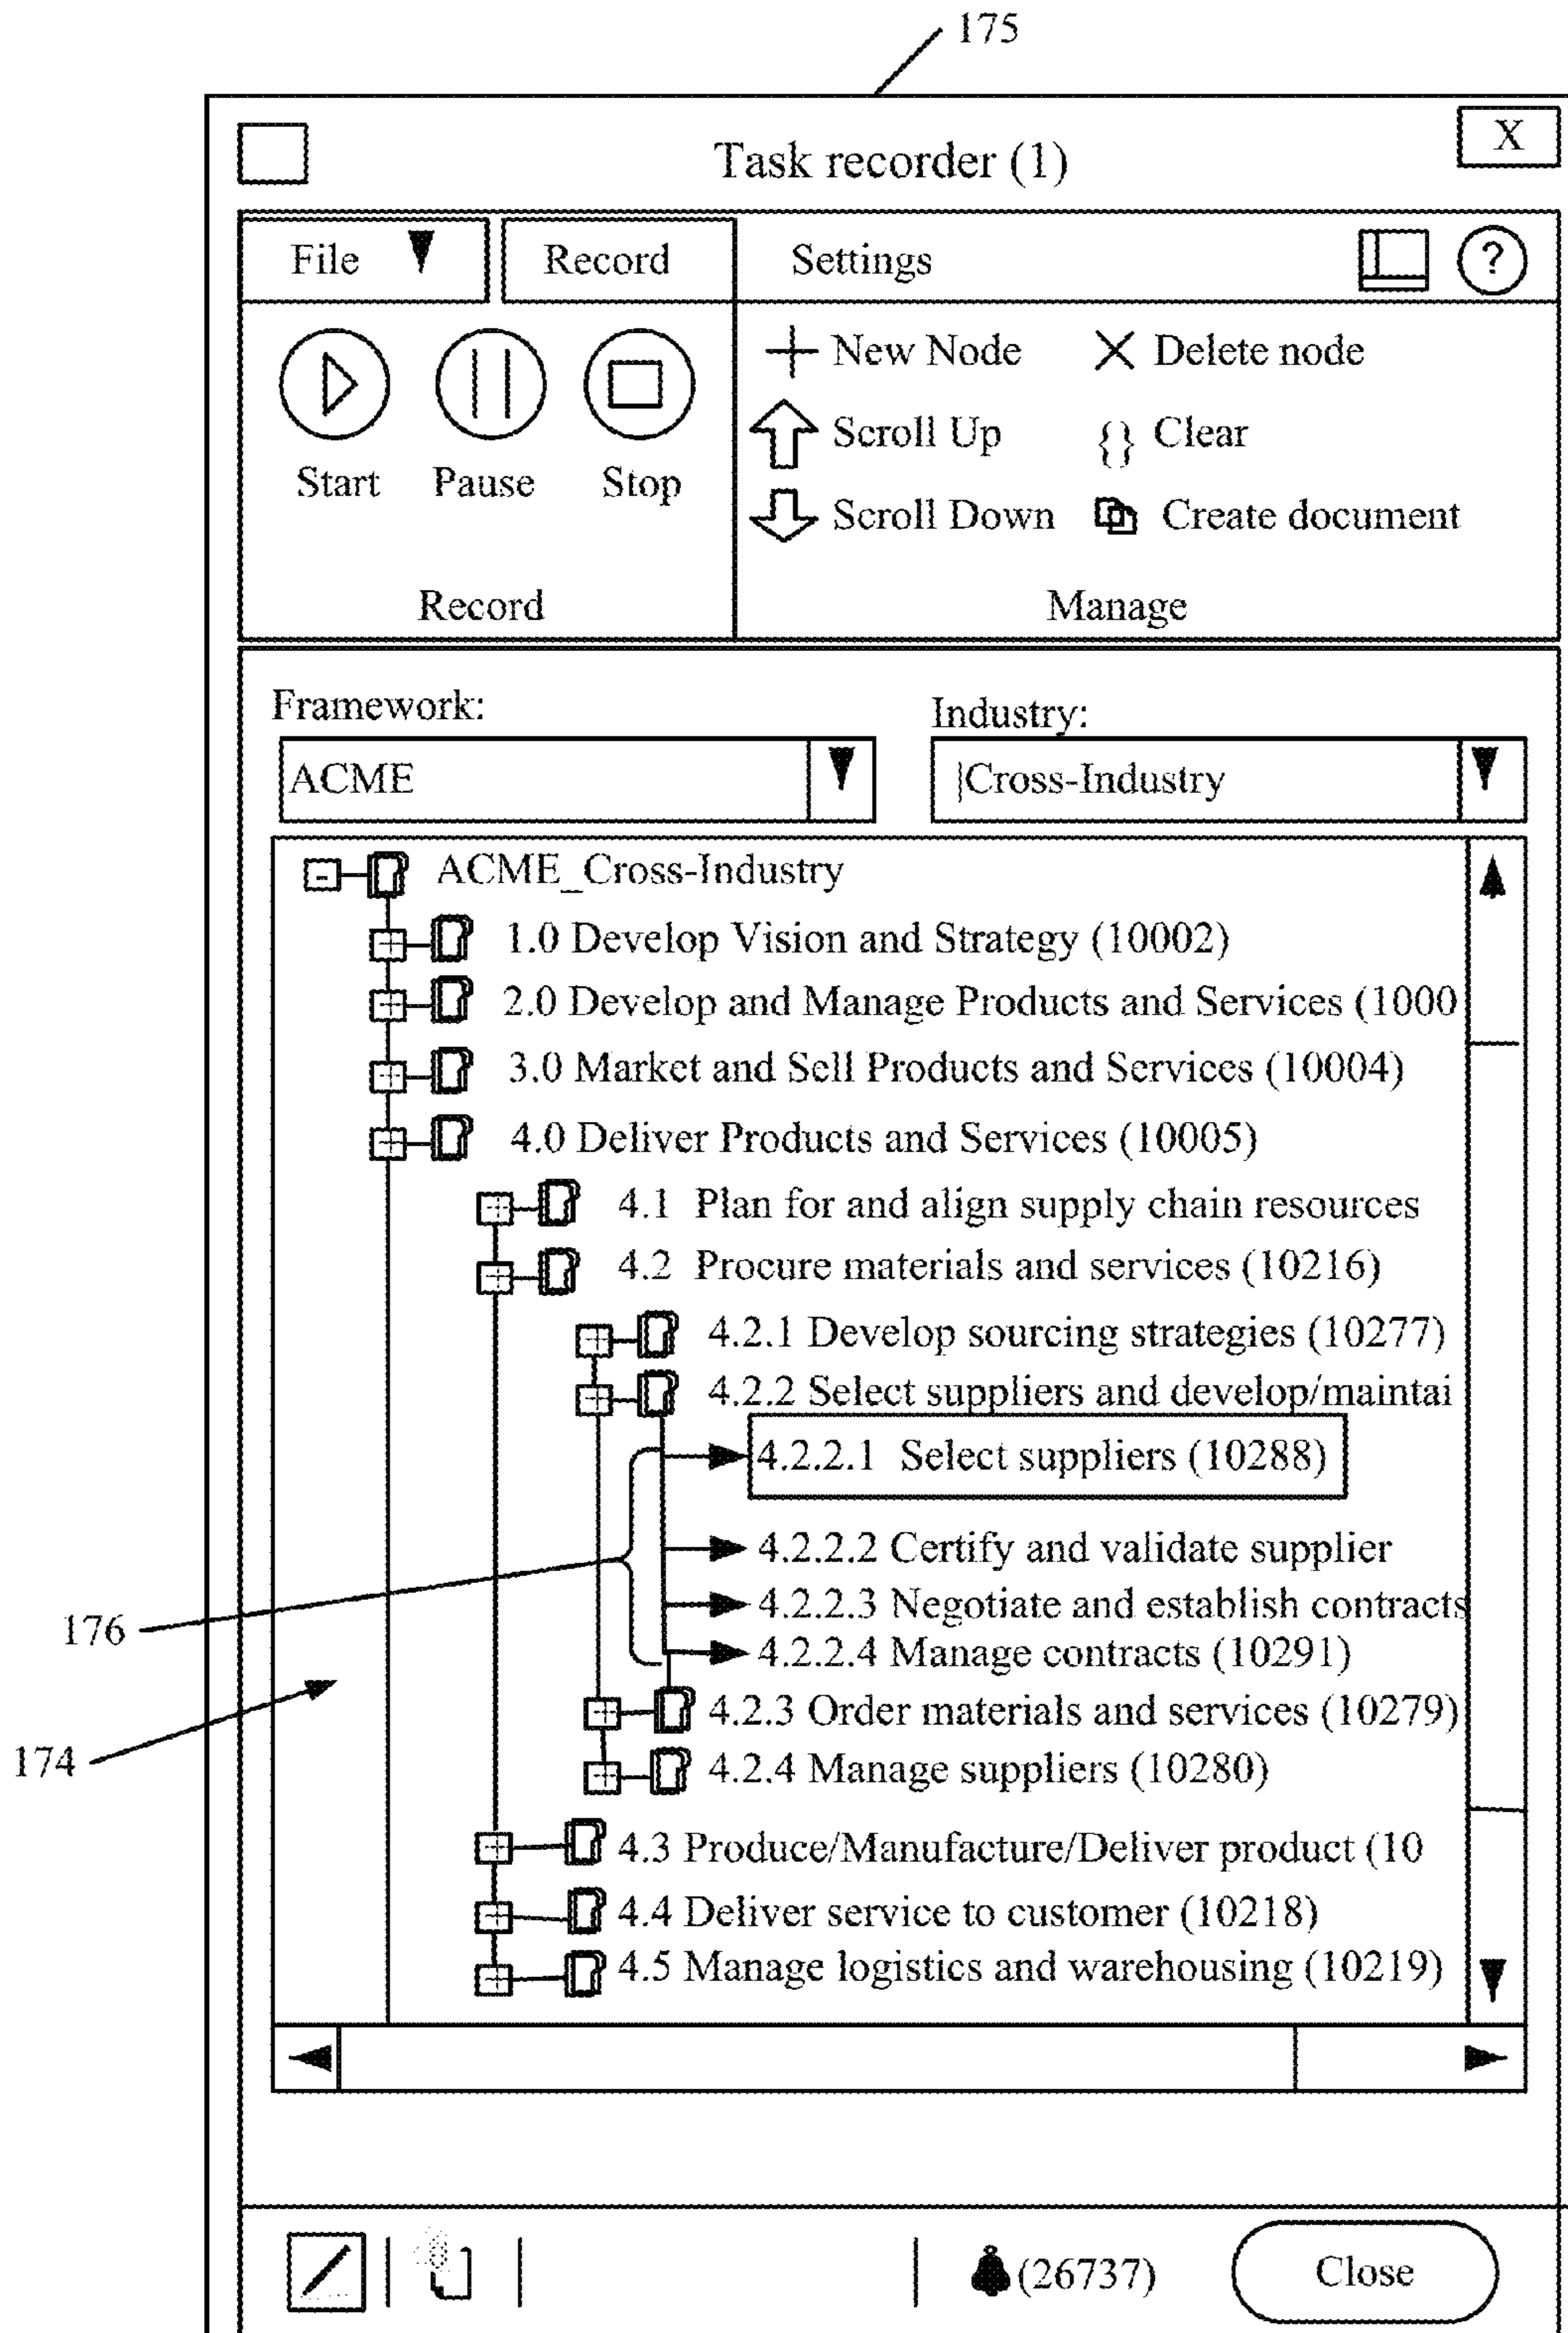 175
Task recorder (1)
X
File Record Settings ?
+ New Node X Delete node
Scroll Up {} Clear
Start Pause Stop
Scroll Down Create document
Record Manage
Framework: Industry:
ACME |Cross-Industry
ACME_Cross-Industry
1.0 Develop Vision and Strategy (10002)
2.0 Develop and Manage Products and Services (1000
3.0 Market and Sell Products and Services (10004)
4.0 Deliver Products and Services (10005)
4.1 Plan for and align supply chain resources
4.2 Procure materials and services (10216)
4.2.1 Develop sourcing strategies (10277)
4.2.2 Select suppliers and develop/maintai
4.2.2.1 Select suppliers (10288)
4.2.2.2 Certify and validate supplier
4.2.2.3 Negotiate and establish contracts
176
4.2.2.4 Manage contracts (10291)
4.2.3 Order materials and services (10279)
174
4.2.4 Manage suppliers (10280)
4.3 Produce/Manufacture/Deliver product (10
4.4 Deliver service to customer (10218)
4.5 Manage logistics and warehousing (10219)
(26737) Close